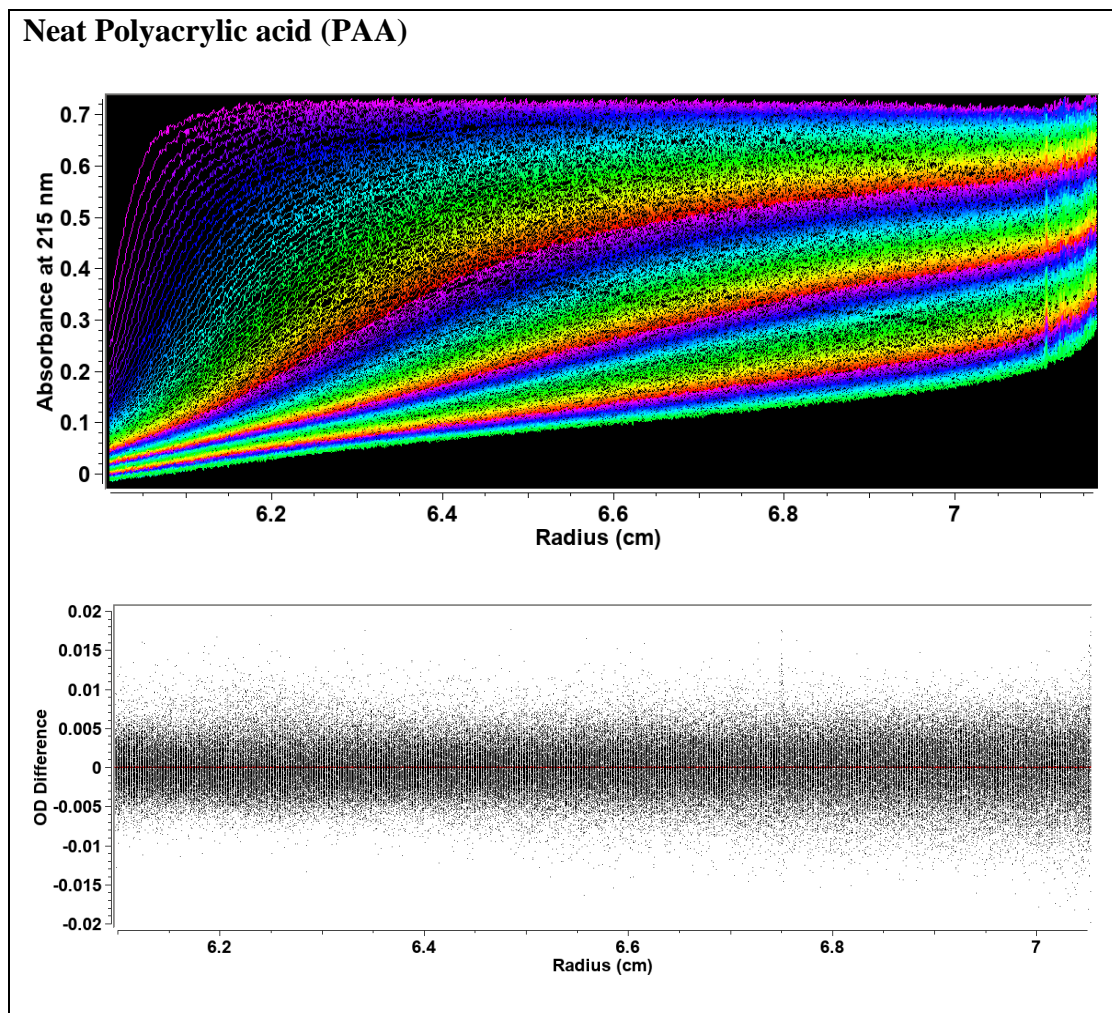 Neat Polyacrylic acid (PAA)
Absorbance at 215 nm
0.7
0.6
0.5
0.4
0.3
0.2
0.1
0
6.2 6.4 6.6 6.8 7
Radius (cm)
OD Difference
0.02
0.015
0.01
0.005
0
-0.005
-0.01
-0.015
-0.02
6.2 6.4 6.6 6.8 7
Radius (cm)